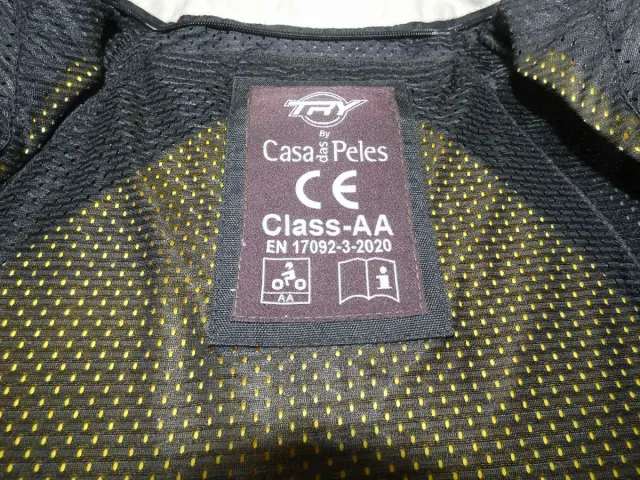 TRY
By
Casa das Peles
CE
Class-AA
EN 17092-3-2020
AA
i